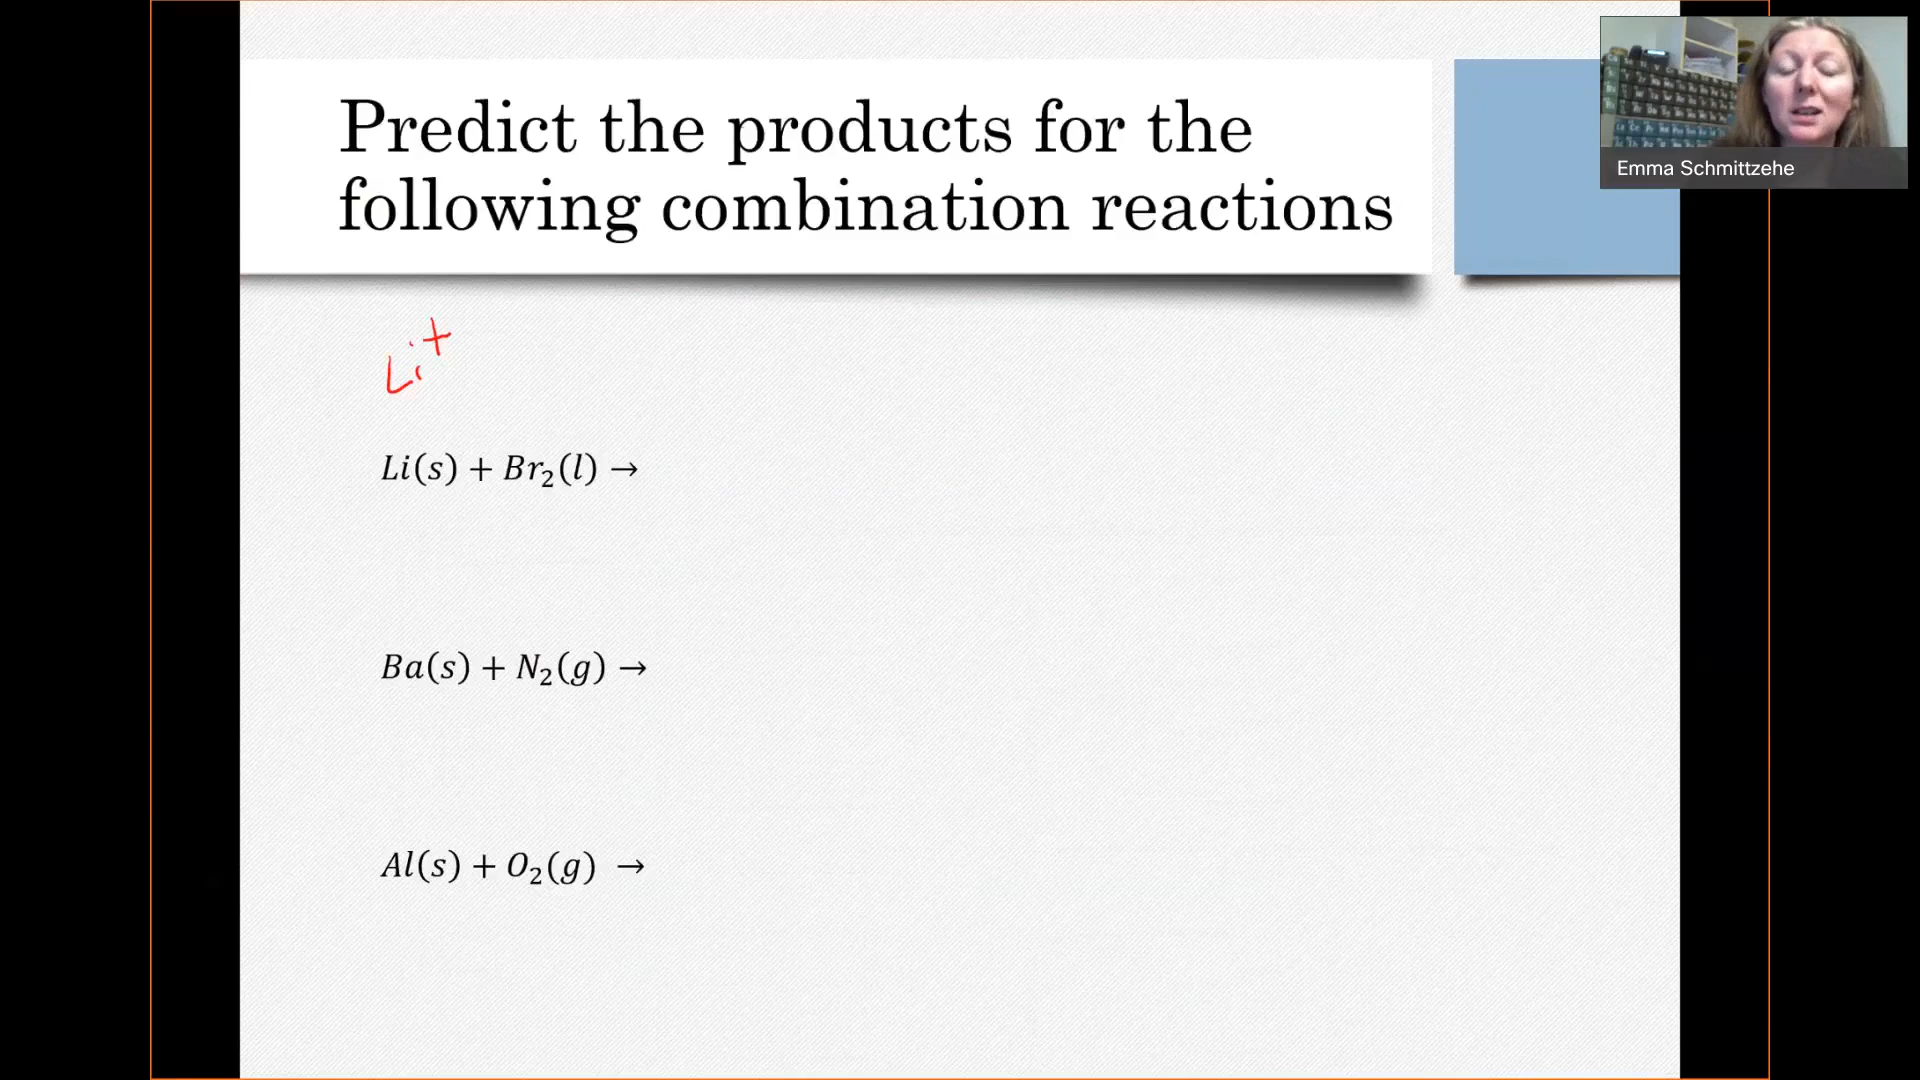 Predict the products for the
following combination reactions
Emma Schmittzehe
Li⁺
Li(s) + Br₂(l) →
Ba(s) + N₂(g) →
Al(s) + O₂(g) →